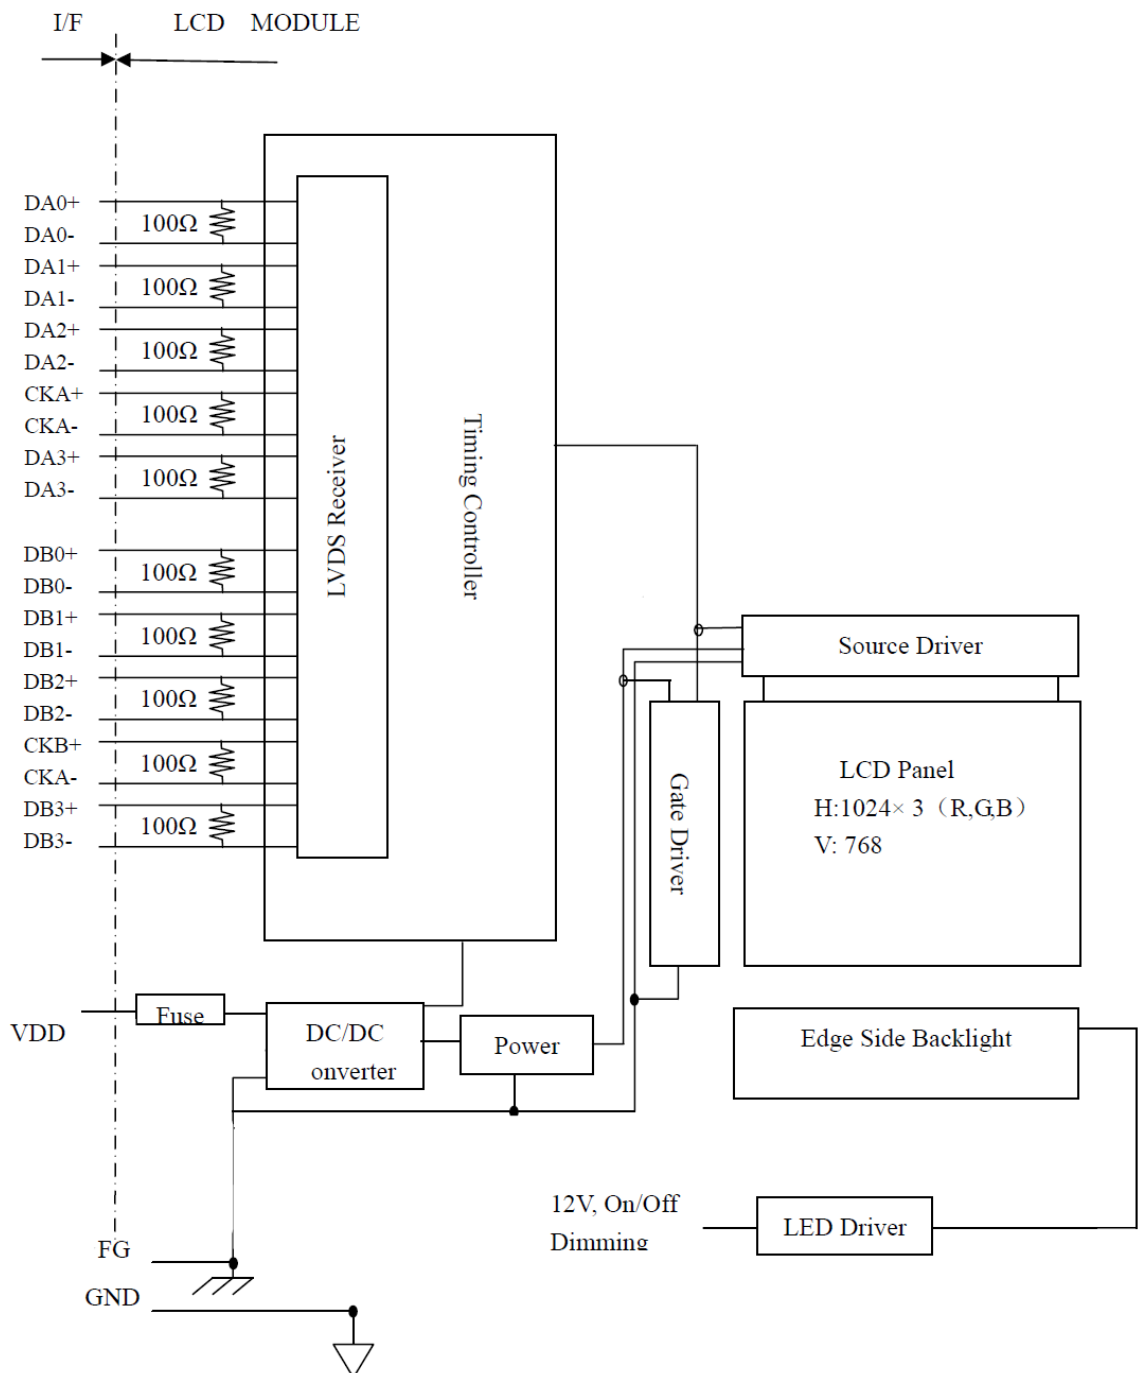 I/F LCD MODULE
DA0+
100Ω
DA0-
DA1+
100Ω
DA1-
DA2+
100Ω
DA2-
CKA+
100Ω
CKA-
DA3+
100Ω
DA3-
DB0+
100Ω
DB0-
DB1+
100Ω
DB1-
DB2+
100Ω
DB2-
CKB+
100Ω
CKA-
DB3+
100Ω
DB3-
LVDS Receiver
Timing Controller
Source Driver
Gate Driver
LCD Panel
H:1024× 3（R,G,B）
V: 768
VDD
Fuse
DC/DC
onverter
Power
Edge Side Backlight
12V, On/Off
Dimming
LED Driver
FG
GND